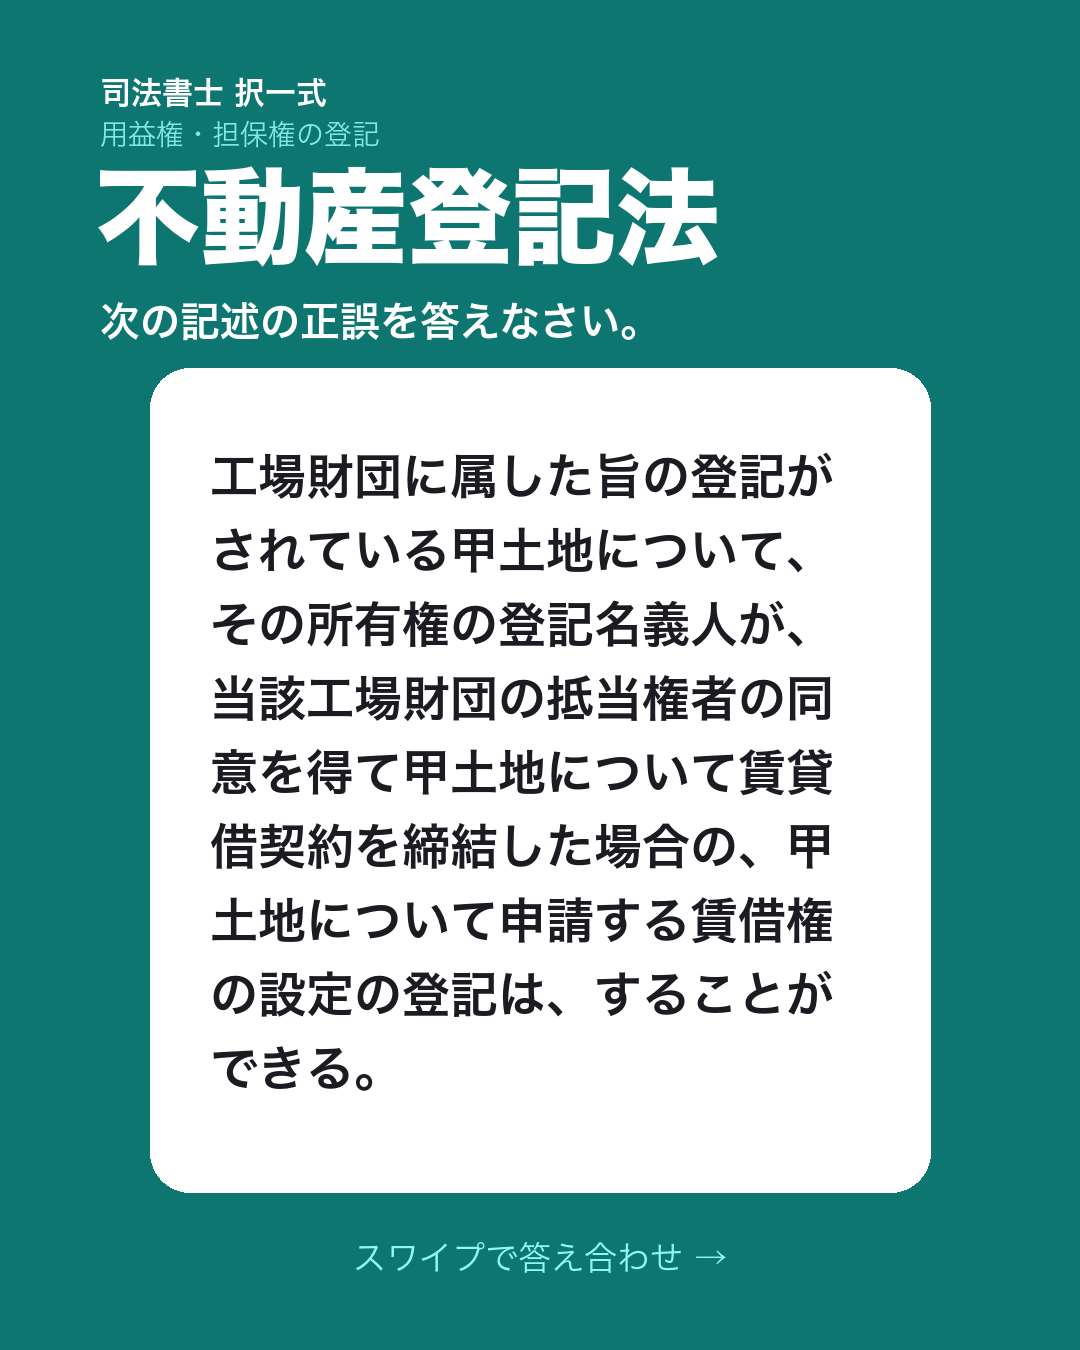 司法書士 択一式
用益権・担保権の登記
不動産登記法
次の記述の正誤を答えなさい。
工場財団に属した旨の登記が
されている甲土地について、
その所有権の登記名義人が、
当該工場財団の抵当権者の同
意を得て甲土地について賃貸
借契約を締結した場合の、甲
土地について申請する賃借権
の設定の登記は、することが
できる。
スワイプで答え合わせ →